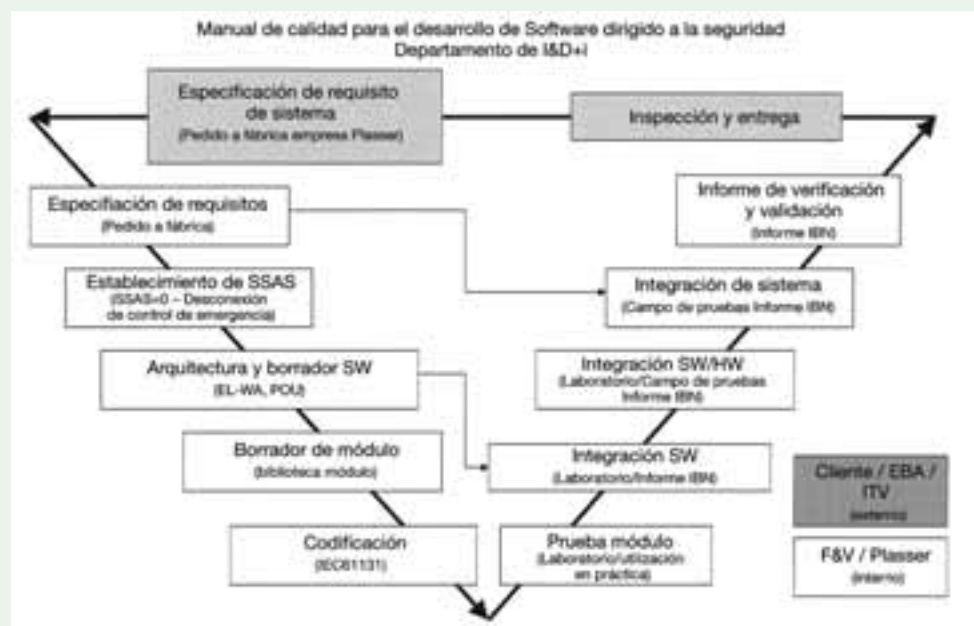 Manual de calidad para el desarrollo de Software dirigido a la seguridad
Departamento de I&D+i
Especificación de requisito
de sistema
(Pedido a fábrica empresa Plasser)
Inspección y entrega
Especifiación de requisitos
(Pedido a fábrica)
Informe de verificación
y validación
(Informe IBN)
Establecimiento de SSAS
(SSAS=0 – Desconexión
de control de emergencia)
Integración de sistema
(Campo de pruebas Informe IBN)
Arquitectura y borrador SW
(EL-WA, POU)
Integración SW/HW
(Laboratorio/Campo de pruebas
Informe IBN)
Borrador de módulo
(biblioteca módulo)
Integración SW
(Laboratorio/Informe IBN)
Codificación
(IEC61131)
Prueba módulo
(Laboratorio/utilización
en práctica)
Cliente / EBA /
ITV
(externo)
F&V / Plasser
(interno)